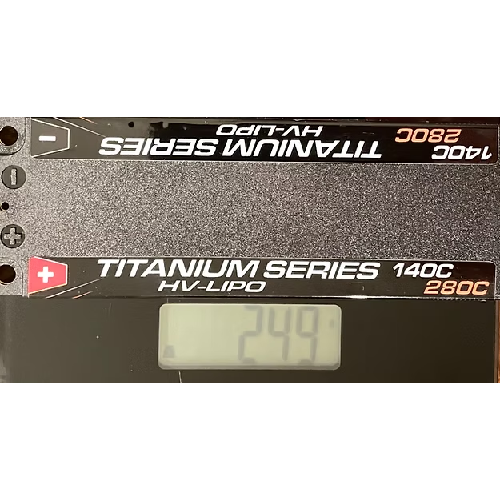 140C
280C
TITANIUM SERIES
HV-LIPO
TITANIUM SERIES 140C
HV-LIPO 280C
249